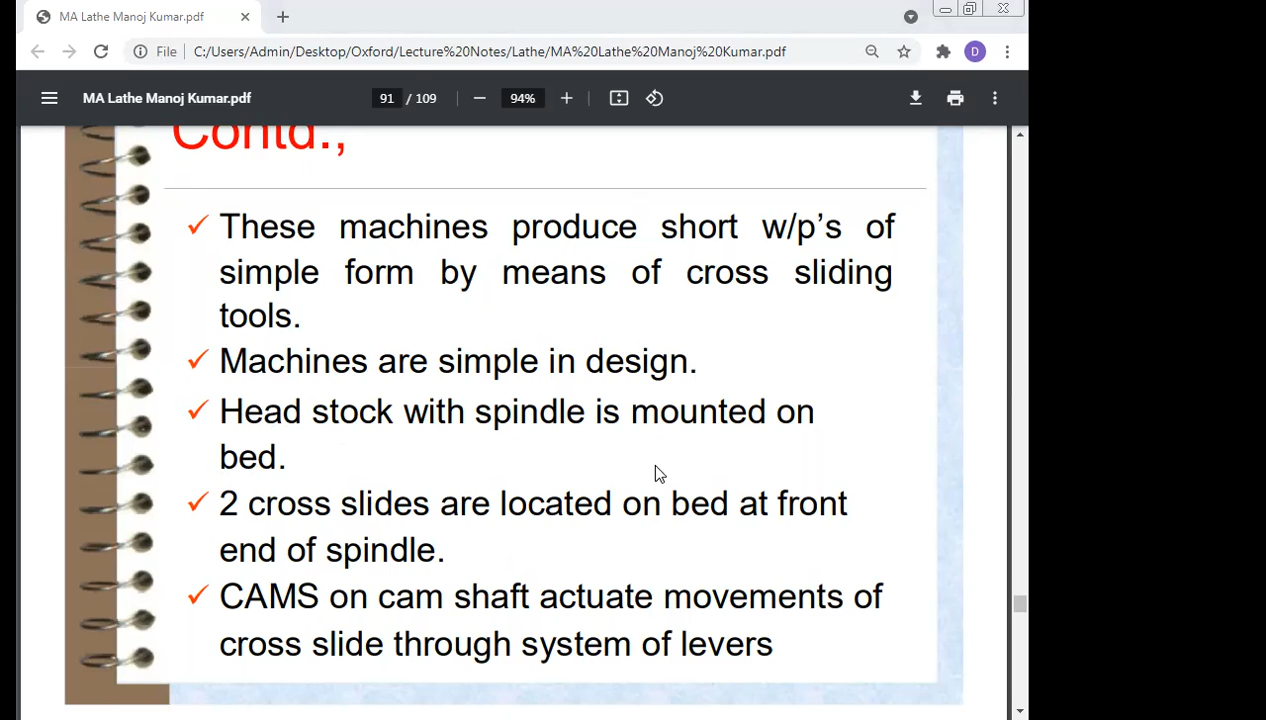 MA Lathe Manoj Kumar.pdf
File C:/Users/Admin/Desktop/Oxford/Lecture%20Notes/Lathe/MA%20Lathe%20Manoj%20Kumar.pdf D
MA Lathe Manoj Kumar.pdf 91 / 109 94%
Contd.,
These machines produce short w/p’s of
simple form by means of cross sliding
tools.
Machines are simple in design.
Head stock with spindle is mounted on
bed.
2 cross slides are located on bed at front
end of spindle.
CAMS on cam shaft actuate movements of
cross slide through system of levers